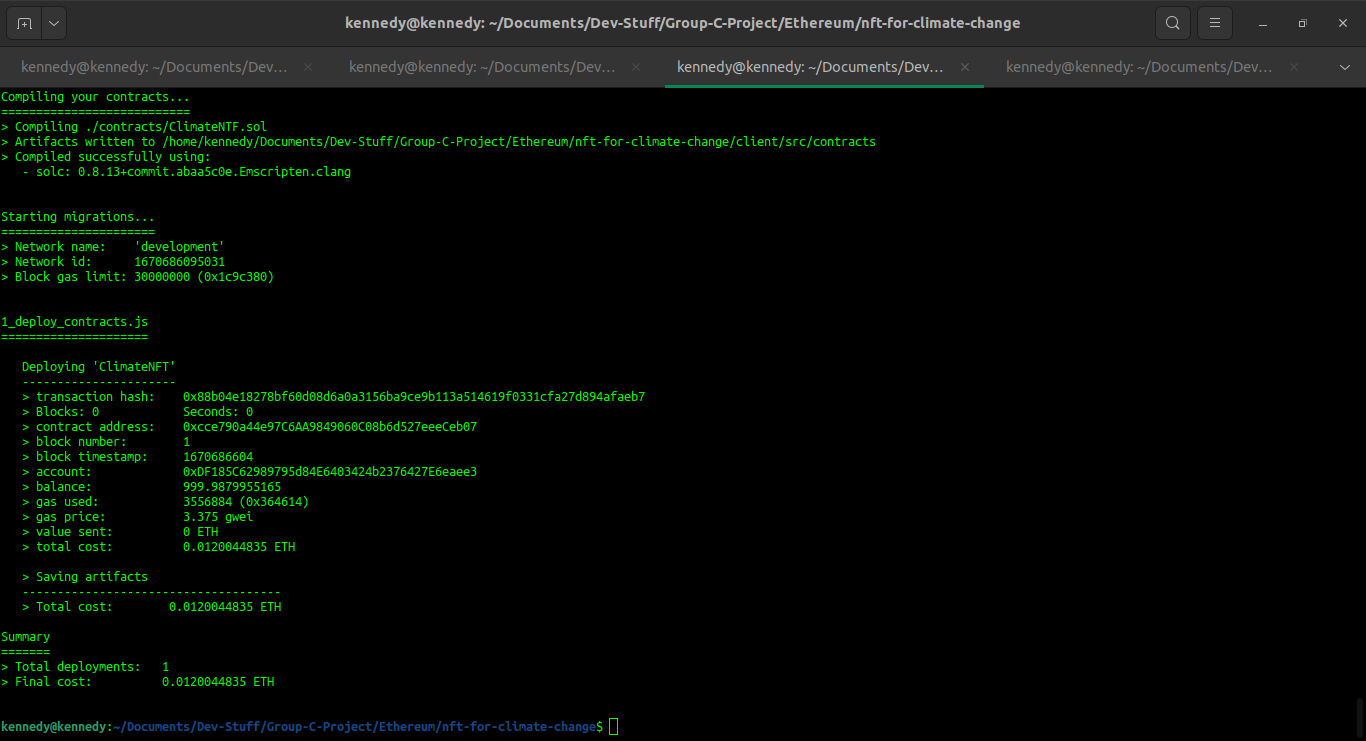 kennedy@kennedy: ~/Documents/Dev-Stuff/Group-C-Project/Ethereum/nft-for-climate-change
kennedy@kennedy: ~/Documents/Dev... kennedy@kennedy: ~/Documents/Dev... kennedy@kennedy: ~/Documents/Dev... kennedy@kennedy: ~/Documents/Dev...
Compiling your contracts...
===========================
> Compiling ./contracts/ClimateNTF.sol
> Artifacts written to /home/kennedy/Documents/Dev-Stuff/Group-C-Project/Ethereum/nft-for-climate-change/client/src/contracts
> Compiled successfully using:
   - solc: 0.8.13+commit.abaa5c0e.Emscripten.clang
Starting migrations...
======================
> Network name:    'development'
> Network id:      1670686095031
> Block gas limit: 30000000 (0x1c9c380)
1_deploy_contracts.js
=====================
   Deploying 'ClimateNFT'
   ----------------------
   > transaction hash:    0x88b04e18278bf60d08d6a0a3156ba9ce9b113a514619f0331cfa27d894afaeb7
   > Blocks: 0            Seconds: 0
   > contract address:    0xcce790a44e97C6AA9849060C08b6d527eeeCeb07
   > block number:        1
   > block timestamp:     1670686604
   > account:             0xDF185C62989795d84E6403424b2376427E6eaee3
   > balance:             999.9879955165
   > gas used:            3556884 (0x364614)
   > gas price:           3.375 gwei
   > value sent:          0 ETH
   > total cost:          0.0120044835 ETH
   > Saving artifacts
   -------------------------------------
   > Total cost:        0.0120044835 ETH
Summary
=======
> Total deployments:   1
> Final cost:          0.0120044835 ETH
kennedy@kennedy:~/Documents/Dev-Stuff/Group-C-Project/Ethereum/nft-for-climate-change$